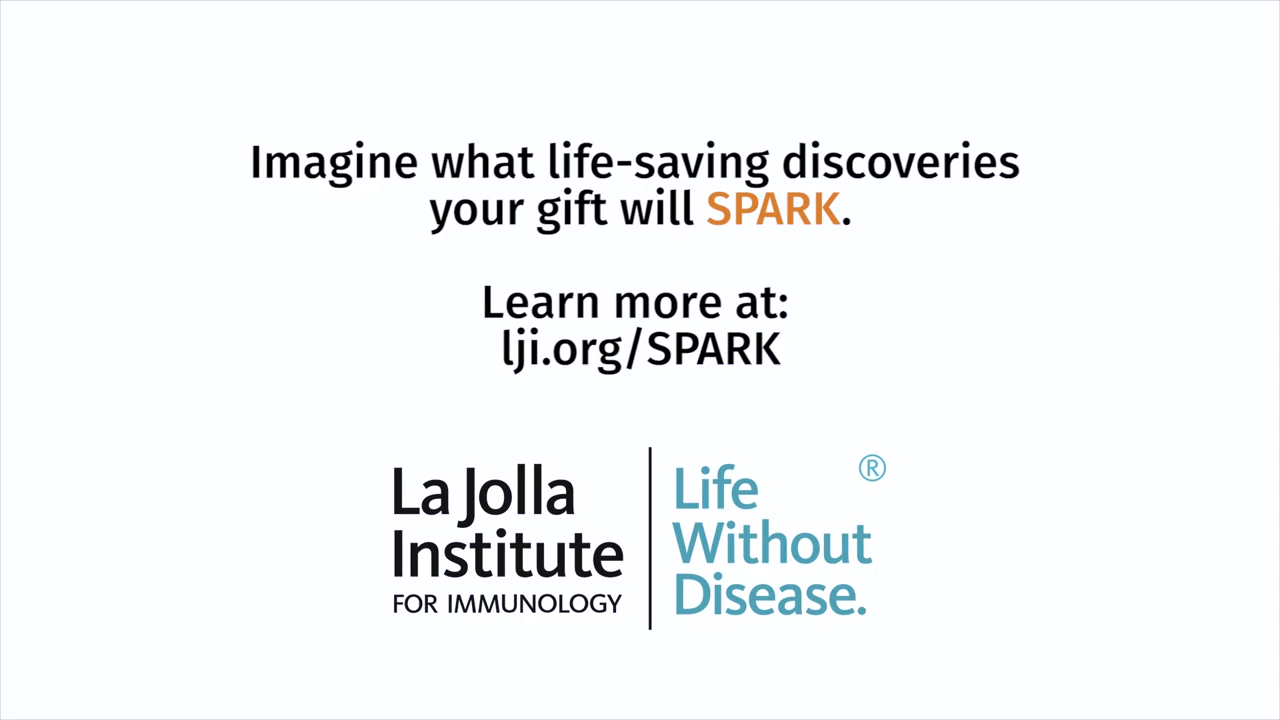 Imagine what life-saving discoveries
your gift will SPARK.
Learn more at:
lji.org/SPARK
La Jolla
Institute
FOR IMMUNOLOGY
Life ®
Without
Disease.